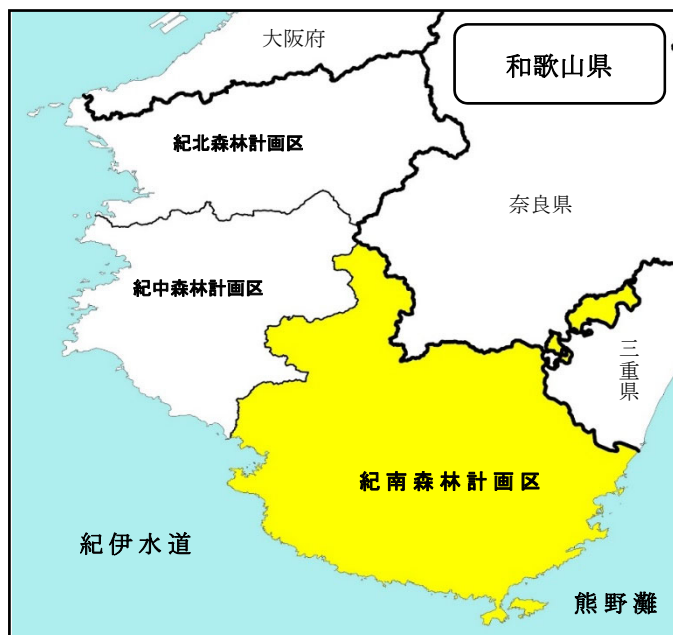 大阪府
和歌山県
紀北森林計画区
奈良県
紀中森林計画区
三重県
紀南森林計画区
紀伊水道
熊野灘